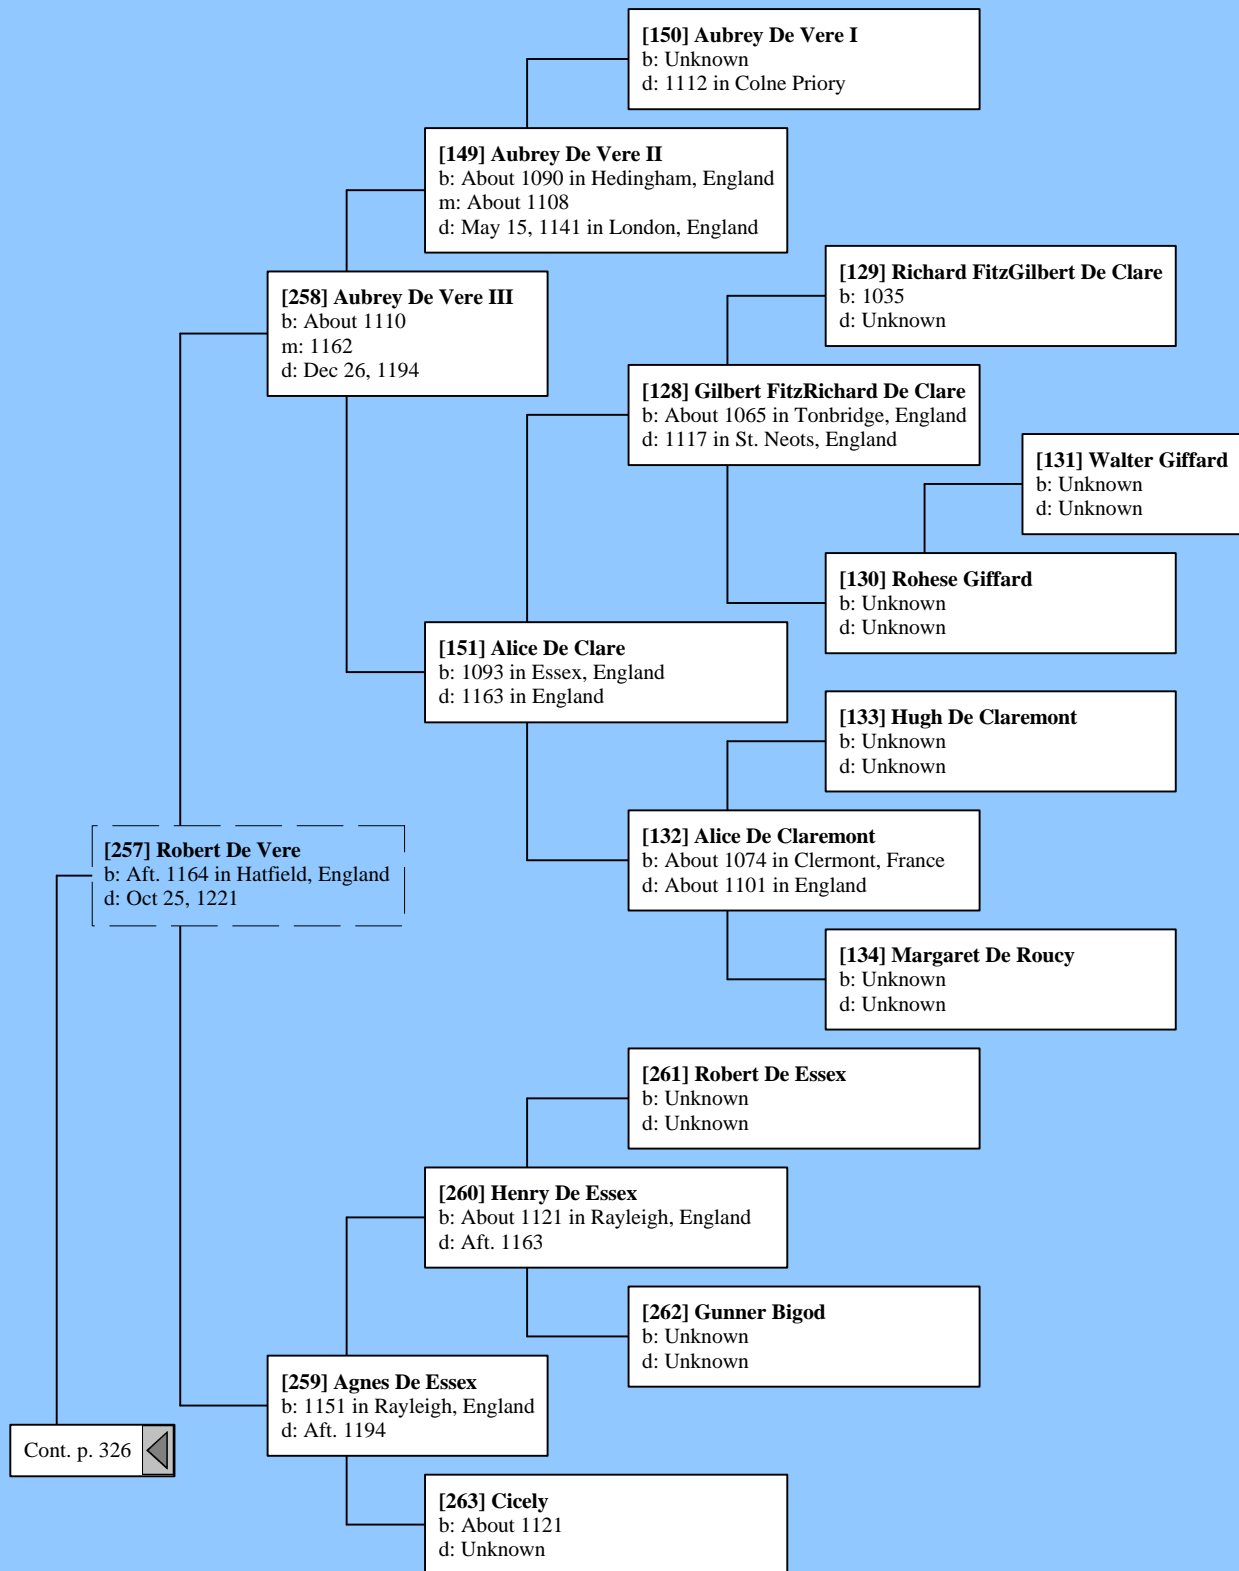 [150] Aubrey De Vere I
b: Unknown
d: 1112 in Colne Priory
[149] Aubrey De Vere II
b: About 1090 in Hedingham, England
m: About 1108
d: May 15, 1141 in London, England
[258] Aubrey De Vere III
b: About 1110
m: 1162
d: Dec 26, 1194
[129] Richard FitzGilbert De Clare
b: 1035
d: Unknown
[128] Gilbert FitzRichard De Clare
b: About 1065 in Tonbridge, England
d: 1117 in St. Neots, England
[131] Walter Giffard
b: Unknown
d: Unknown
[130] Rohese Giffard
b: Unknown
d: Unknown
[151] Alice De Clare
b: 1093 in Essex, England
d: 1163 in England
[133] Hugh De Claremont
b: Unknown
d: Unknown
[132] Alice De Claremont
b: About 1074 in Clermont, France
d: About 1101 in England
[134] Margaret De Roucy
b: Unknown
d: Unknown
[257] Robert De Vere
b: Aft. 1164 in Hatfield, England
d: Oct 25, 1221
[261] Robert De Essex
b: Unknown
d: Unknown
[260] Henry De Essex
b: About 1121 in Rayleigh, England
d: Aft. 1163
[262] Gunner Bigod
b: Unknown
d: Unknown
[259] Agnes De Essex
b: 1151 in Rayleigh, England
d: Aft. 1194
[263] Cicely
b: About 1121
d: Unknown
Cont. p. 326